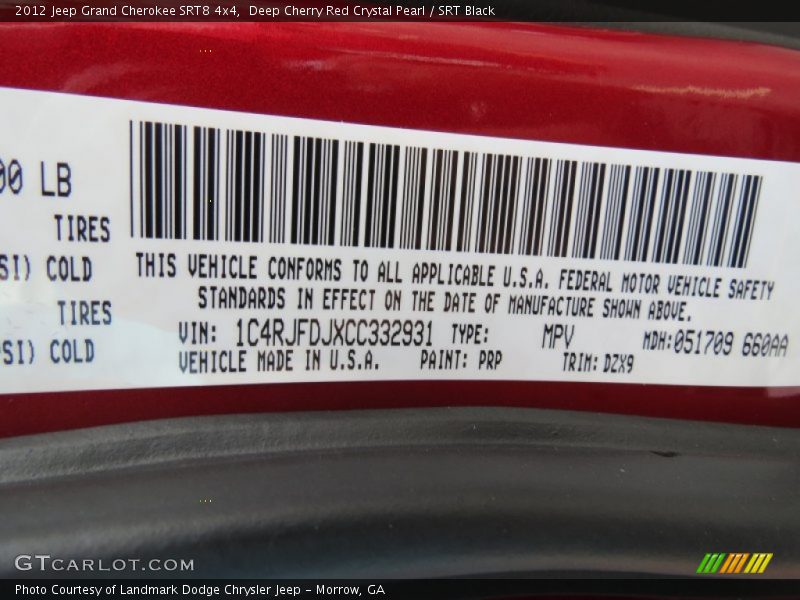 2012 Jeep Grand Cherokee SRT8 4x4, Deep Cherry Red Crystal Pearl / SRT Black
00 LB
TIRES
SI) COLD
TIRES
PSI) COLD
THIS VEHICLE CONFORMS TO ALL APPLICABLE U.S.A. FEDERAL MOTOR VEHICLE SAFETY
STANDARDS IN EFFECT ON THE DATE OF MANUFACTURE SHOWN ABOVE.
VIN: 1C4RJFDJXCC332931 TYPE: MPV MDH:051709 660AA
VEHICLE MADE IN U.S.A. PAINT: PRP TRIM: DZX9
GTCARLOT.COM
Photo Courtesy of Landmark Dodge Chrysler Jeep - Morrow, GA